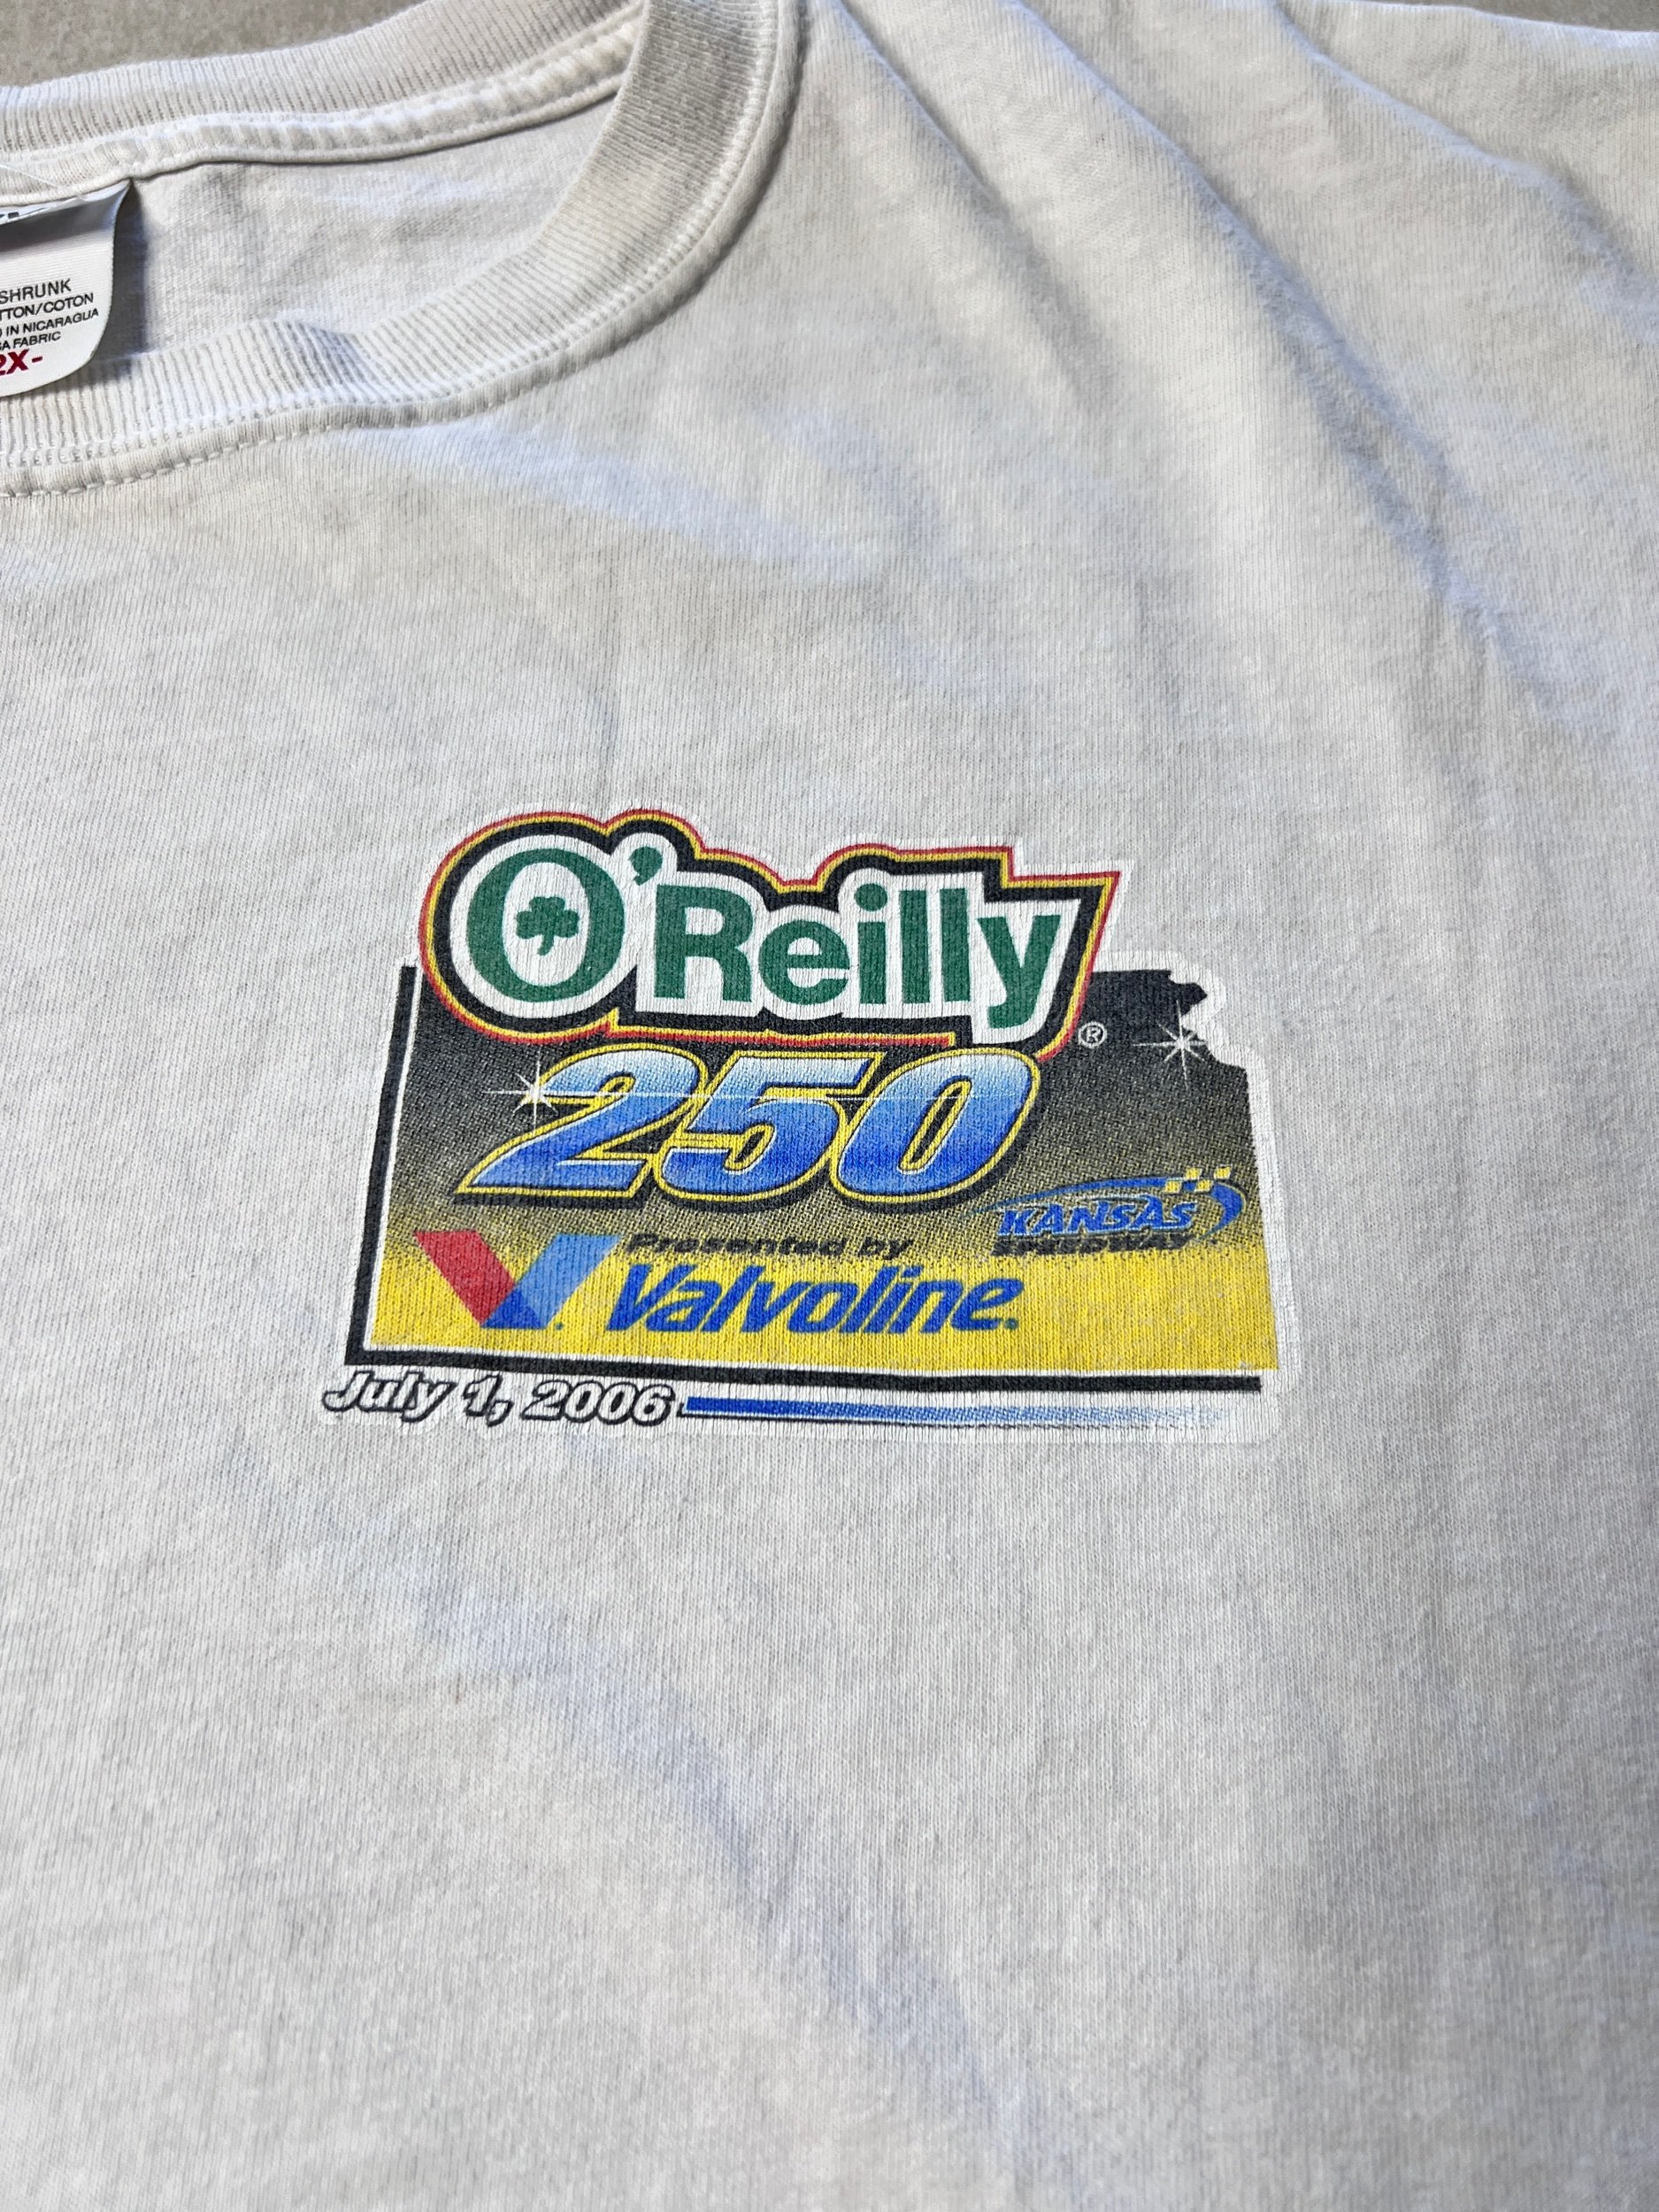 SHRUNK
TTON/COTON
IN NICARAGUA
A FABRIC
2X-
O'Reilly
®
250
KANSAS
SPEEDWAY
Presented by
Valvoline
July 1, 2006